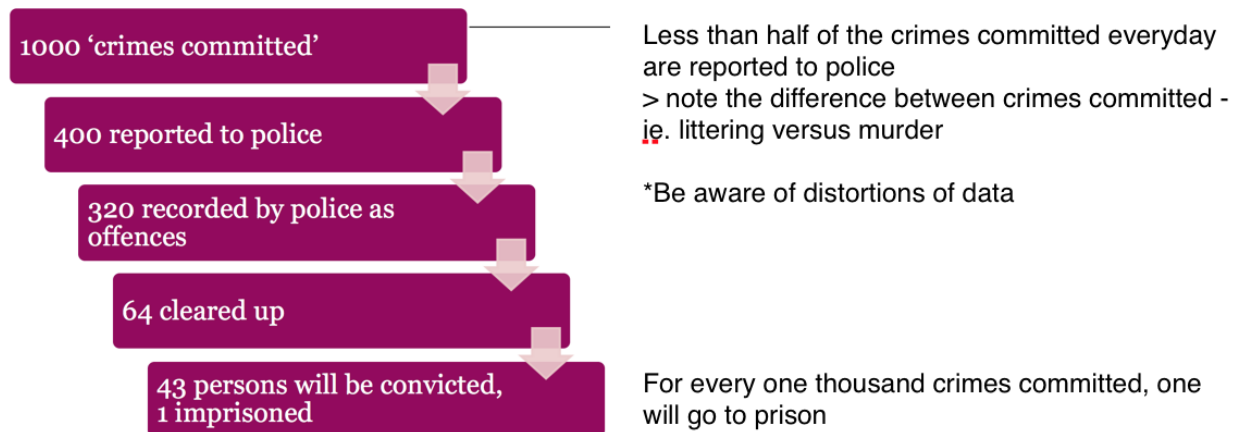 1000 ‘crimes committed’
400 reported to police
320 recorded by police as
offences
64 cleared up
43 persons will be convicted,
1 imprisoned
Less than half of the crimes committed everyday
are reported to police
> note the difference between crimes committed -
ie. littering versus murder
*Be aware of distortions of data
For every one thousand crimes committed, one
will go to prison